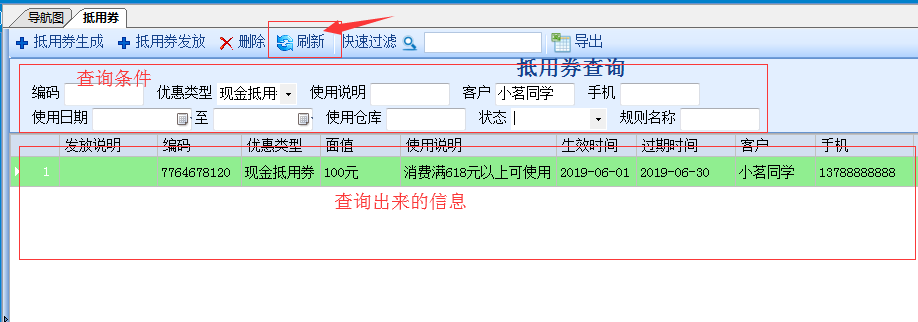 导航图 抵用券
抵用券生成 抵用券发放 删除 刷新 快速过滤 导出
抵用券查询
查询条件
编码 优惠类型 现金抵用 使用说明 客户 小茗同学 手机
使用日期 至 使用仓库 状态 规则名称
发放说明 编码 优惠类型 面值 使用说明 生效时间 过期时间 客户 手机
1 7764678120 现金抵用券 100元 消费满618元以上可使用 2019-06-01 2019-06-30 小茗同学 13788888888
查询出来的信息